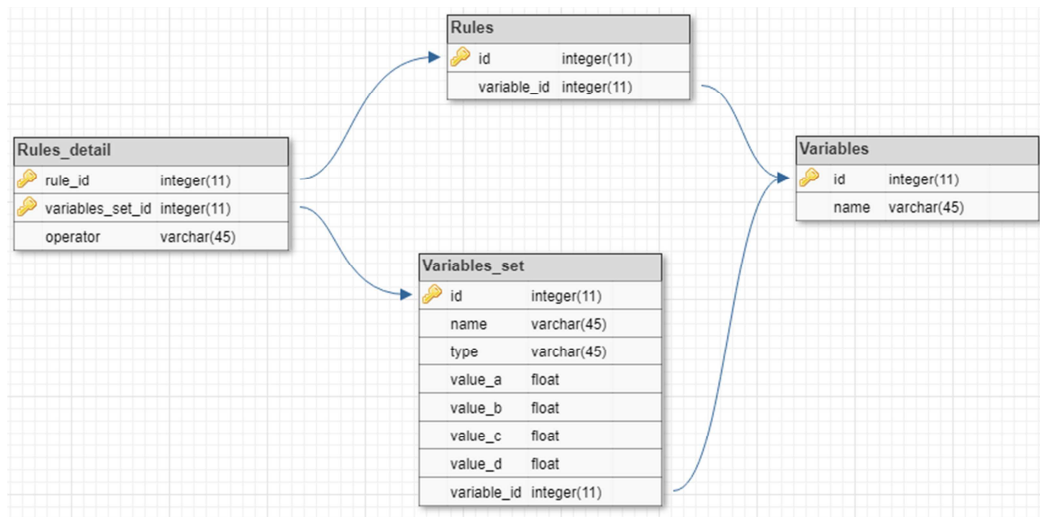 Rules
id integer(11)
variable_id integer(11)
Rules_detail
rule_id integer(11)
variables_set_id integer(11)
operator varchar(45)
Variables
id integer(11)
name varchar(45)
Variables_set
id integer(11)
name varchar(45)
type varchar(45)
value_a float
value_b float
value_c float
value_d float
variable_id integer(11)